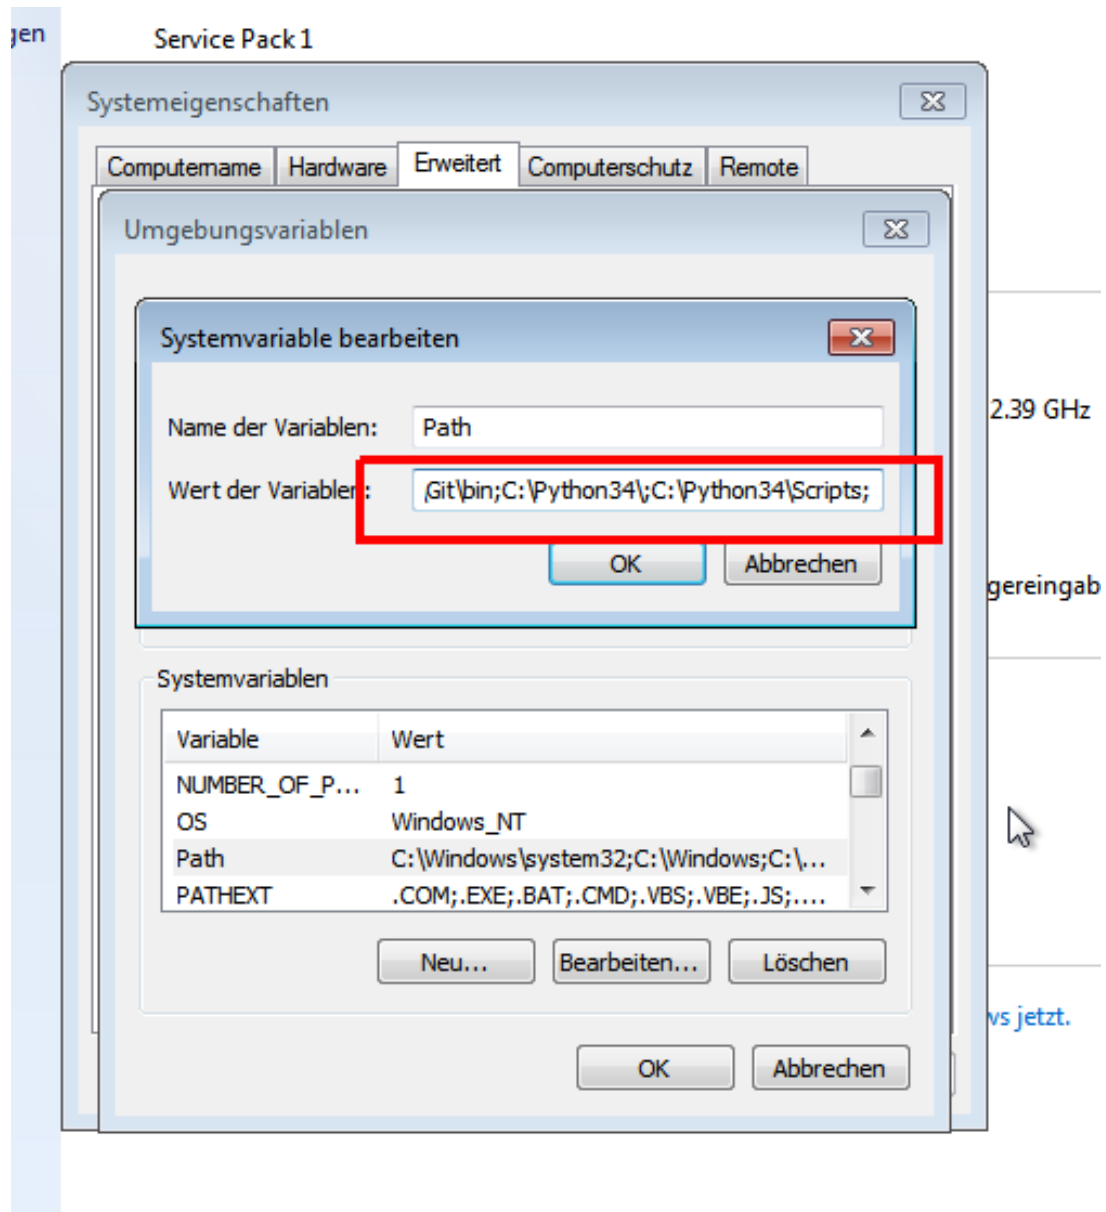 gen
Service Pack 1
Systemeigenschaften
Computername Hardware Erweitert Computerschutz Remote
Umgebungsvariablen
Systemvariable bearbeiten
Name der Variablen: Path
2.39 GHz
Wert der Variablen: Git\bin;C:\Python34\;C:\Python34\Scripts;
OK Abbrechen
gereingab
Systemvariablen
Variable Wert
NUMBER_OF_P... 1
OS Windows_NT
Path C:\Windows\system32;C:\Windows;C:\...
PATHEXT .COM;.EXE;.BAT;.CMD;.VBS;.VBE;.JS;....
Neu... Bearbeiten... Löschen
ws jetzt.
OK Abbrechen